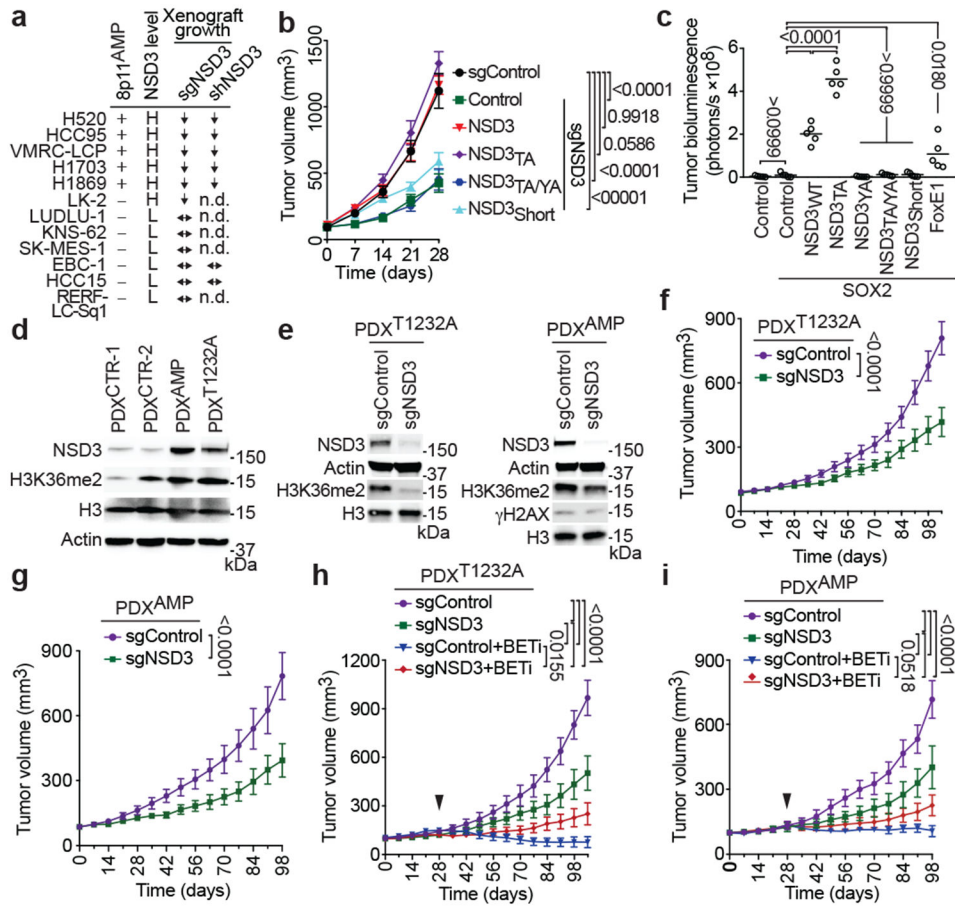 a
8p11AMP
NSD3 level
Xenograft growth
sgNSD3
shNSD3
H520 + H
HCC95 + H
VMRC-LCP + H
H1703 + H
H1869 + H
LK-2 – H n.d.
LUDLU-1 – L n.d.
KNS-62 – L n.d.
SK-MES-1 – L n.d.
EBC-1 – L
HCC15 – L
RERF-LC-Sq1 – L n.d.
b
Tumor volume (mm3)
1500
1000
500
0
0 7 14 21 28
Time (days)
sgControl
Control
NSD3
NSD3TA
NSD3TA/YA
NSD3Short
sgNSD3
<0.0001
0.9918
0.0586
<0.0001
<00001
c
Tumor bioluminescence
(photons/s ×10⁸)
6
4
2
0
>0.0999
<0.0001
>0.9999
0.0180
Control
Control
NSD3WT
NSD3TA
NSD3YA
NSD3TA/YA
NSD3Short
FoxE1
SOX2
d
PDXCTR-1
PDXCTR-2
PDXAMP
PDXT1232A
NSD3 -150
H3K36me2 -15
H3 -15
Actin -37
kDa
e
PDXT1232A
sgControl
sgNSD3
NSD3 -150
Actin -37
H3K36me2 -15
H3 -15
kDa
PDXAMP
sgControl
sgNSD3
NSD3 -150
Actin -37
H3K36me2 -15
γH2AX -15
H3 -15
kDa
f
PDXT1232A
sgControl
sgNSD3
<0.0001
Tumor volume (mm3)
900
600
300
0
0 14 28 42 56 70 84 98
Time (days)
g
PDXAMP
sgControl
sgNSD3
<0.0001
Tumor volume (mm3)
900
600
300
0
0 14 28 42 56 70 84 98
Time (days)
h
PDXT1232A
sgControl
sgNSD3
sgControl+BETi
sgNSD3+BETi
0.0155
<0.0001
Tumor volume (mm3)
1200
900
600
300
0
0 14 28 42 56 70 84 98
Time (days)
i
PDXAMP
sgControl
sgNSD3
sgControl+BETi
sgNSD3+BETi
0.0518
<0.0001
Tumor volume (mm3)
900
600
300
0
0 14 28 42 56 70 84 98
Time (days)